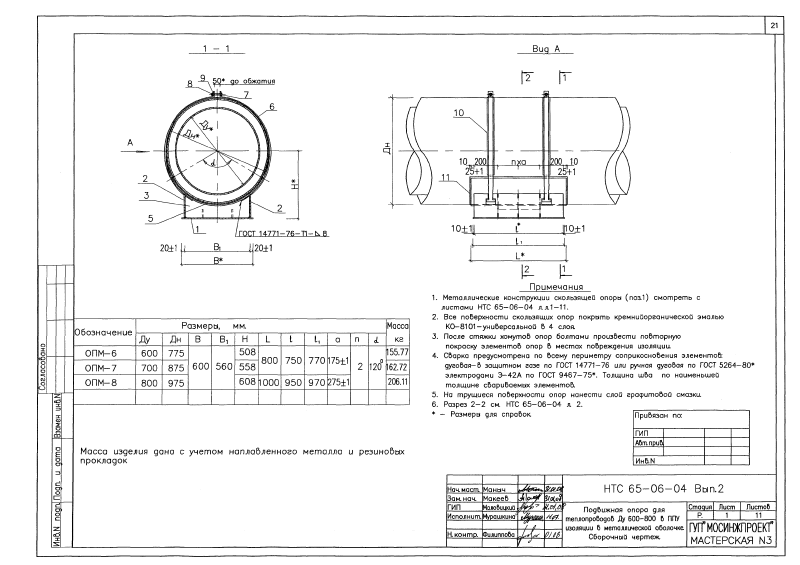 21
1 - 1
Вид А
9 50* до обжатия
8
7
6
Ду*
Дн*
А
d
Н*
2
3
5
1
2
ГОСТ 14771-76-Т1-⊿8
20±1
В₁
20±1
В*
2
1
10
Дн
10 200 nxa 200 10
25±1
25±1
11
10±1
l*
10±1
L₁
L*
2
1
Примечания
1. Металлические конструкции скользящей опоры (поз.1) смотреть с
листами НТС 65-06-04 л.л.1-11.
2. Все поверхности скользящих опор покрыть кремнийорганической эмалью
КО-8101-универсальной в 4 слоя.
3. После стяжки хомутов опор болтами произвести повторную
покраску элементов опор в местах повреждения изоляции.
4. Сварка предусмотрена по всему периметру соприкосновения элементов:
дуговая-в защитном газе по ГОСТ 14771-76 или ручная дуговая по ГОСТ 5264-80*
электродами Э-42А по ГОСТ 9467-75*. Толщина шва по наименьшей
толщине свариваемых элементов.
5. На трущиеся поверхности опор нанести слой графитовой смазки.
6. Разрез 2-2 см. НТС 65-06-04 л. 2.
* - Размеры для справок
Обозначение Размеры, мм. Масса
Ду Дн В В₁ Н L l l₁ а n d кг
ОПМ-6 600 775 600 560 508 800 750 770 175±1 2 120° 155.77
ОПМ-7 700 875 558 162.72
ОПМ-8 800 975 608 1000 950 970 275±1 206.11
Масса изделия дана с учетом наплавленного металла и резиновых
прокладок
Привязан по:
ГИП
Авт.прив.
Инв.N
Согласовано
Взамен инв.N
Подп. и дата
Инв.N подл.
Нач маст. Маныч
Зам.нач. Макеев
ГИП Маловицкий
Исполнит. Мурашкина
Н.контр. Филиппова
НТС 65-06-04 Вып.2
Подвижная опора для
теплопроводов Ду 600-800 в ППУ
изоляции в металлической оболочке.
Сборочный чертеж.
Стадия Лист Листов
Р. 1 11
ГУП "МОСИНЖПРОЕКТ"
МАСТЕРСКАЯ N3